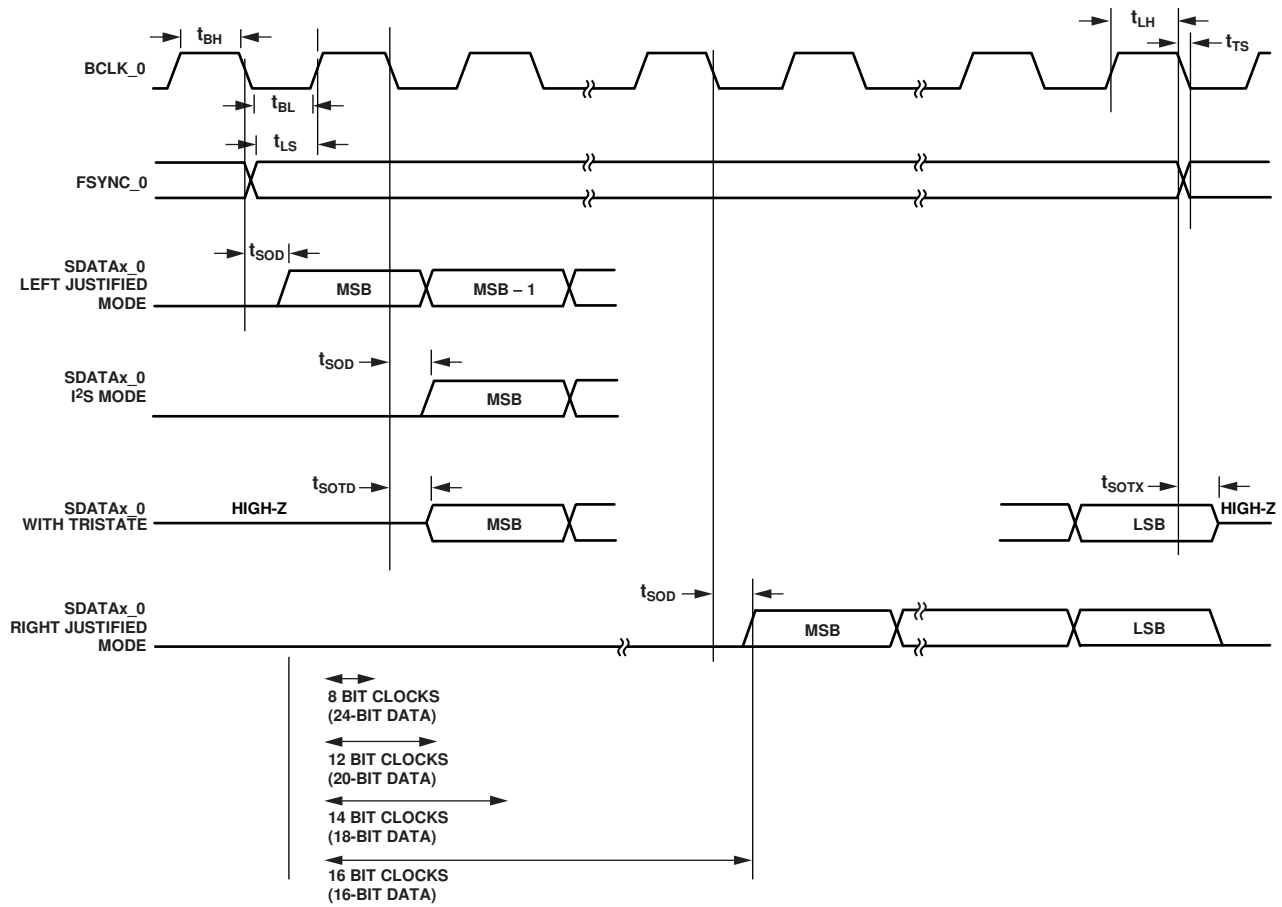 tBH
tLH
tTS
BCLK_0
tBL
tLS
FSYNC_0
tSOD
SDATAx_0
LEFT JUSTIFIED
MODE
MSB
MSB – 1
tSOD
SDATAx_0
I2S MODE
MSB
tSOTD
tSOTX
HIGH-Z
HIGH-Z
SDATAx_0
WITH TRISTATE
MSB
LSB
tSOD
SDATAx_0
RIGHT JUSTIFIED
MODE
MSB
LSB
8 BIT CLOCKS
(24-BIT DATA)
12 BIT CLOCKS
(20-BIT DATA)
14 BIT CLOCKS
(18-BIT DATA)
16 BIT CLOCKS
(16-BIT DATA)